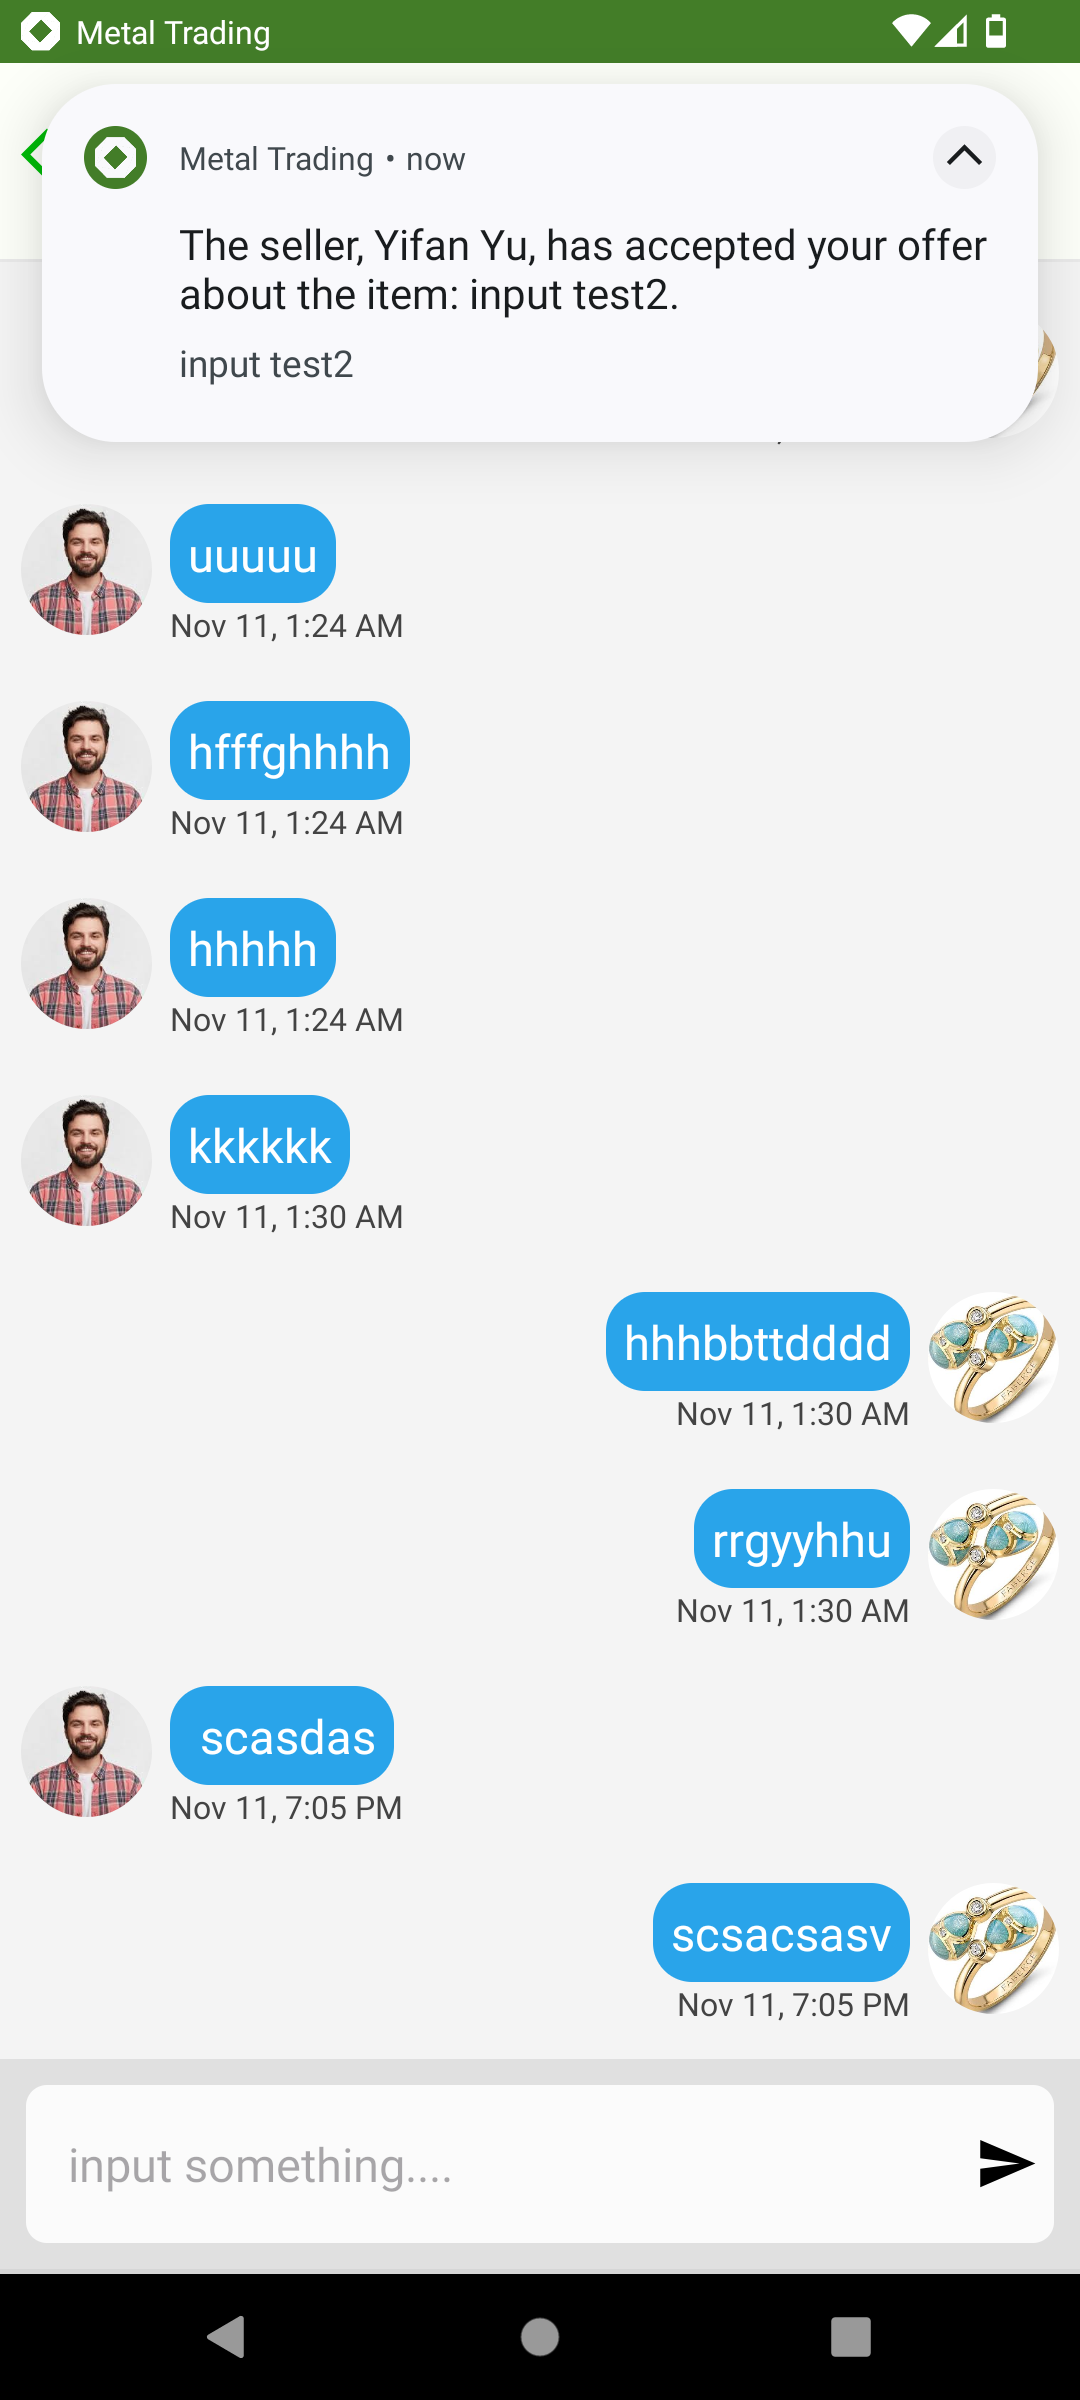 Metal Trading
Metal Trading • now
The seller, Yifan Yu, has accepted your offer
about the item: input test2.
input test2
uuuuu
Nov 11, 1:24 AM
hfffghhhh
Nov 11, 1:24 AM
hhhhh
Nov 11, 1:24 AM
kkkkkk
Nov 11, 1:30 AM
hhhbbttdddd
Nov 11, 1:30 AM
rrgyyhhu
Nov 11, 1:30 AM
scasdas
Nov 11, 7:05 PM
scsacsasv
Nov 11, 7:05 PM
input something....